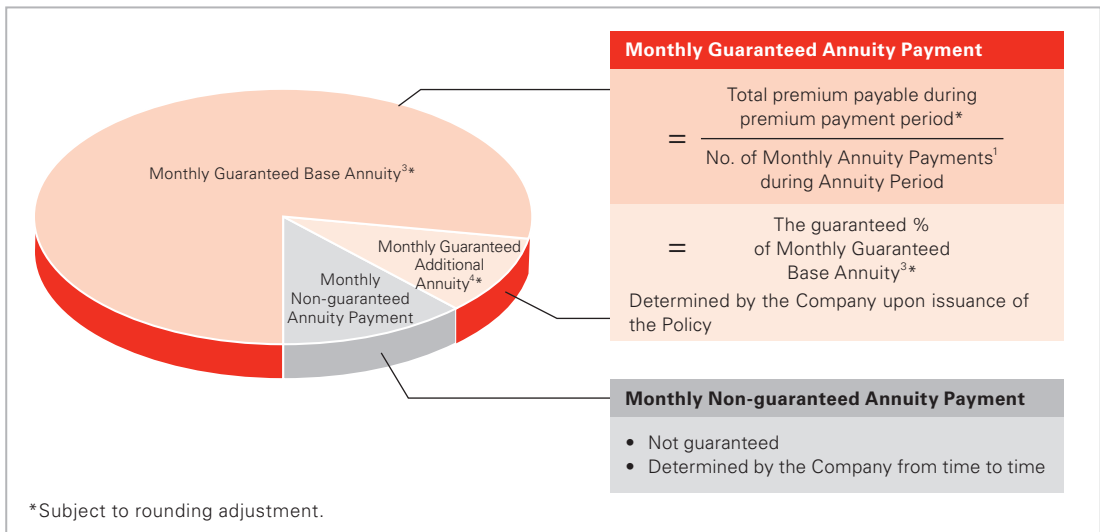 Monthly Guaranteed Base Annuity³*
Monthly Guaranteed
Additional
Annuity⁴*
Monthly
Non-guaranteed
Annuity Payment
Monthly Guaranteed Annuity Payment
=
Total premium payable during
premium payment period*
No. of Monthly Annuity Payments¹
during Annuity Period
=
The guaranteed %
of Monthly Guaranteed
Base Annuity³*
Determined by the Company upon issuance of
the Policy
Monthly Non-guaranteed Annuity Payment
• Not guaranteed
• Determined by the Company from time to time
*Subject to rounding adjustment.